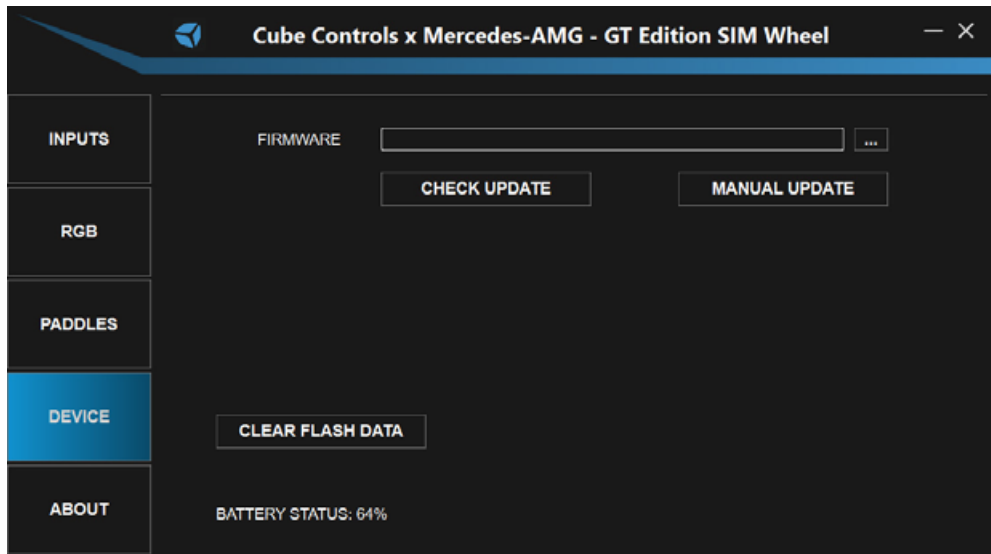 Cube Controls x Mercedes-AMG - GT Edition SIM Wheel
INPUTS
RGB
PADDLES
DEVICE
ABOUT
FIRMWARE
...
CHECK UPDATE
MANUAL UPDATE
CLEAR FLASH DATA
BATTERY STATUS: 64%